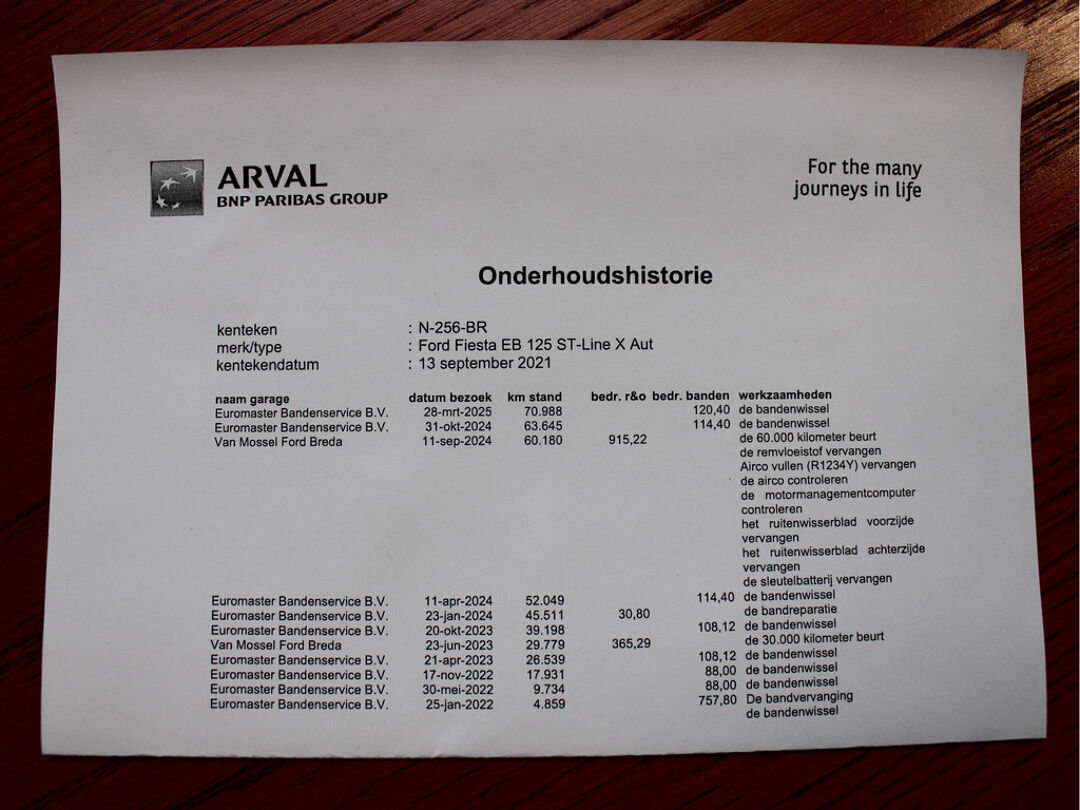 ARVAL
BNP PARIBAS GROUP
For the many
journeys in life
Onderhoudshistorie
kenteken : N-256-BR
merk/type : Ford Fiesta EB 125 ST-Line X Aut
kentekendatum : 13 september 2021
naam garage datum bezoek km stand bedr. r&o bedr. banden werkzaamheden
Euromaster Bandenservice B.V. 28-mrt-2025 70.988 120,40 de bandenwissel
Euromaster Bandenservice B.V. 31-okt-2024 63.645 114,40 de bandenwissel
Van Mossel Ford Breda 11-sep-2024 60.180 915,22 de 60.000 kilometer beurt
de remvloeistof vervangen
Airco vullen (R1234Y) vervangen
de airco controleren
de motormanagementcomputer
controleren
het ruitenwisserblad voorzijde
vervangen
het ruitenwisserblad achterzijde
vervangen
de sleutelbatterij vervangen
Euromaster Bandenservice B.V. 11-apr-2024 52.049 114,40 de bandenwissel
Euromaster Bandenservice B.V. 23-jan-2024 45.511 30,80 de bandreparatie
Euromaster Bandenservice B.V. 20-okt-2023 39.198 108,12 de bandenwissel
Van Mossel Ford Breda 23-jun-2023 29.779 365,29 de 30.000 kilometer beurt
Euromaster Bandenservice B.V. 21-apr-2023 26.539 108,12 de bandenwissel
Euromaster Bandenservice B.V. 17-nov-2022 17.931 88,00 de bandenwissel
Euromaster Bandenservice B.V. 30-mei-2022 9.734 88,00 de bandenwissel
Euromaster Bandenservice B.V. 25-jan-2022 4.859 757,80 De bandvervanging
de bandenwissel